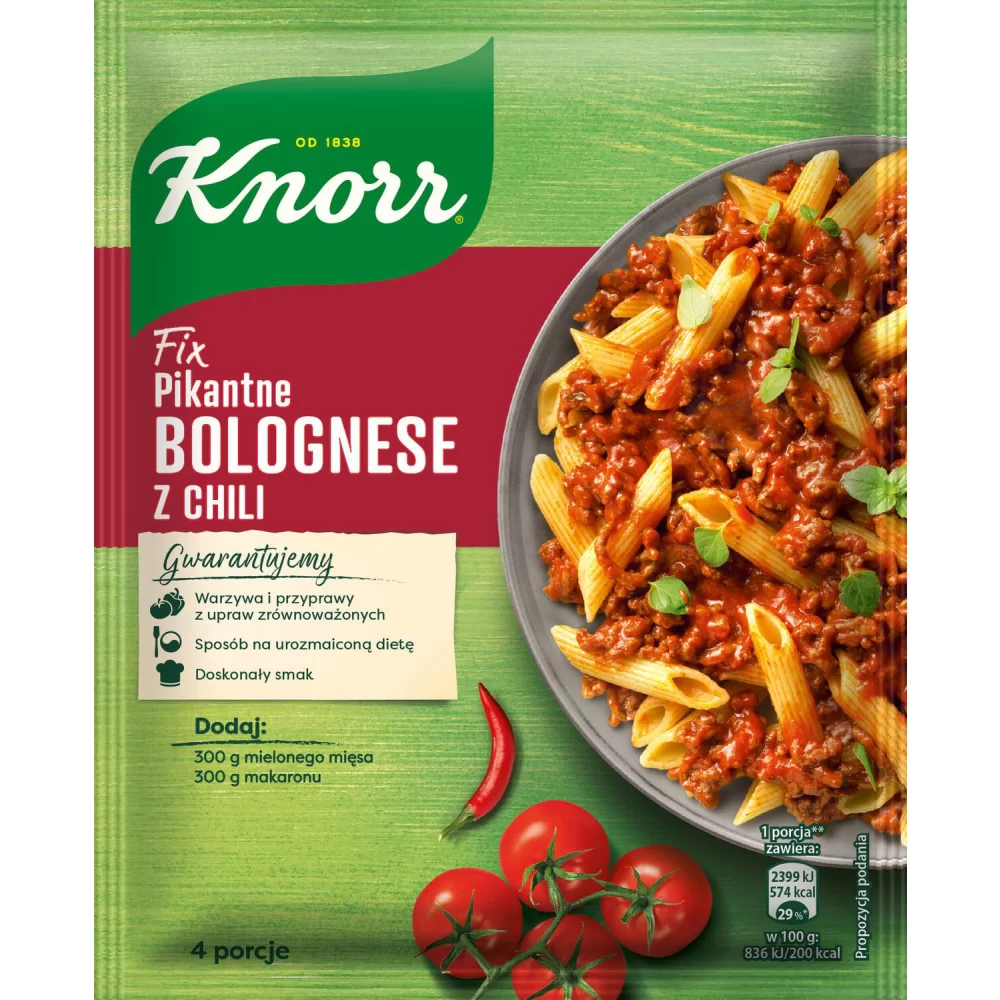 OD 1838
Knorr®
Fix
Pikantne
BOLOGNESE
Z CHILI
Gwarantujemy
Warzywa i przyprawy
z upraw zrównoważonych
Sposób na urozmaiconą dietę
Doskonały smak
Dodaj:
300 g mielonego mięsa
300 g makaronu
4 porcje
1 porcja**
zawiera:
2399 kJ
574 kcal
29%*
w 100 g:
836 kJ/200 kcal
Propozycja podania